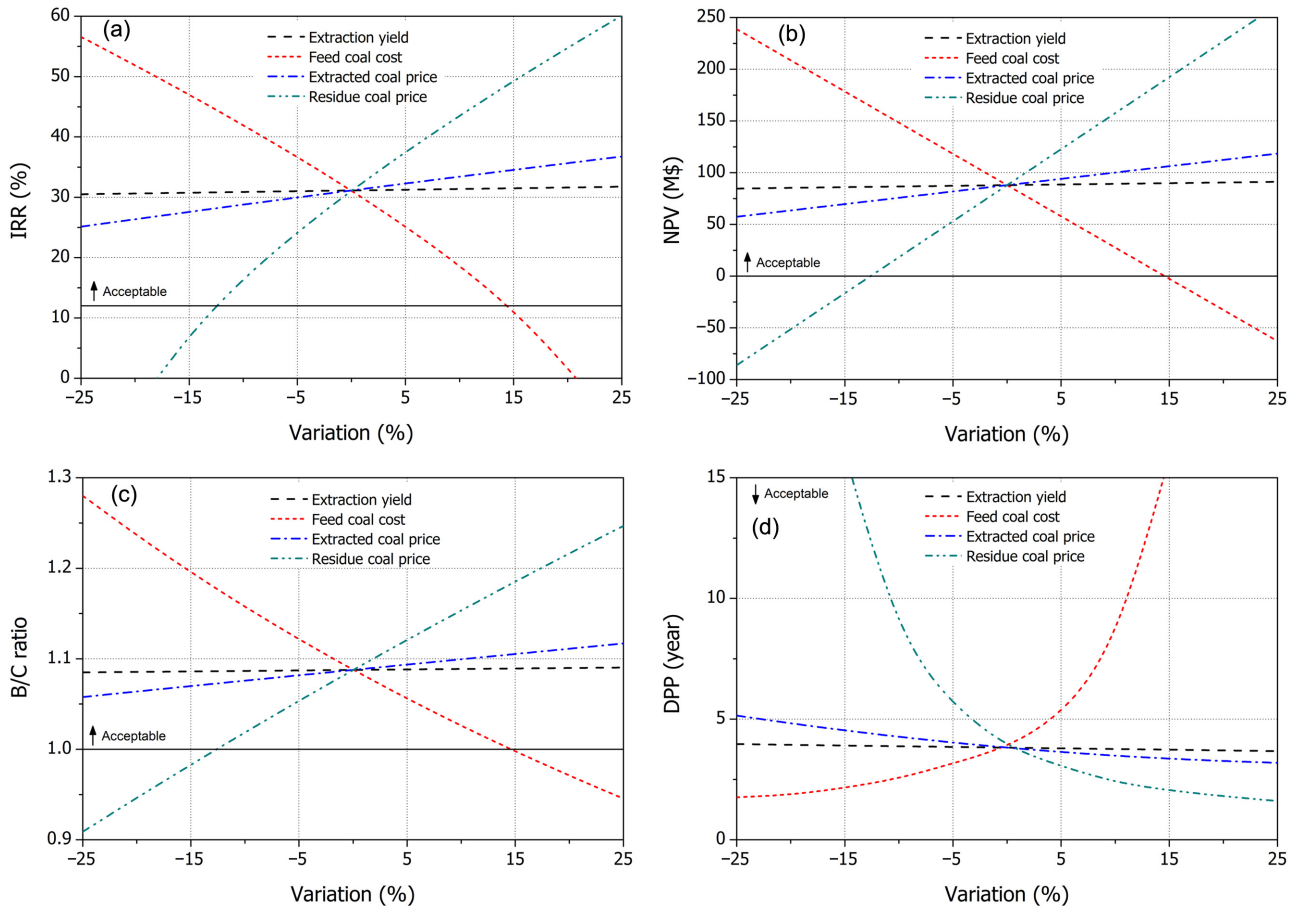 (a)
Extraction yield
Feed coal cost
Extracted coal price
Residue coal price
Acceptable
IRR (%)
60
50
40
30
20
10
0
−25
−15
−5
5
15
25
Variation (%)
(b)
Extraction yield
Feed coal cost
Extracted coal price
Residue coal price
Acceptable
NPV (M$)
250
200
150
100
50
0
−50
−100
−25
−15
−5
5
15
25
Variation (%)
(c)
Extraction yield
Feed coal cost
Extracted coal price
Residue coal price
Acceptable
B/C ratio
1.3
1.2
1.1
1.0
0.9
−25
−15
−5
5
15
25
Variation (%)
Acceptable
(d)
Extraction yield
Feed coal cost
Extracted coal price
Residue coal price
DPP (year)
15
10
5
0
−25
−15
−5
5
15
25
Variation (%)